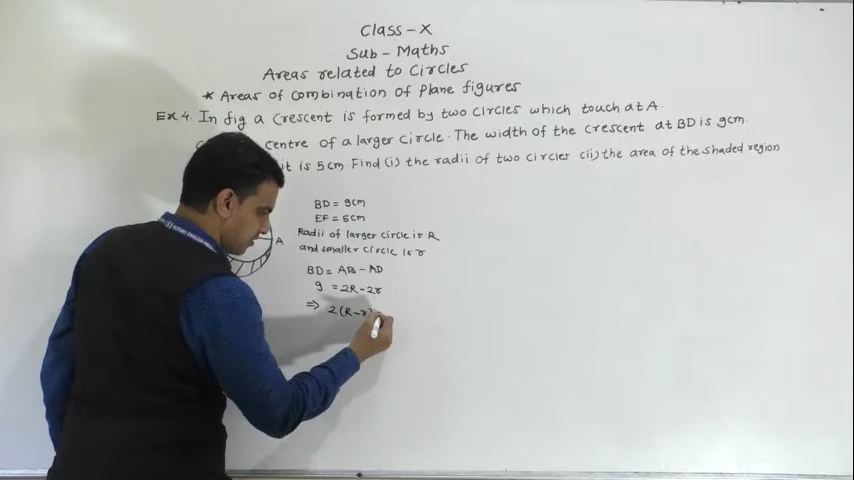 Class-X
Sub-Maths
Areas related to Circles
* Areas of Combination of Plane figures
Ex 4. In fig a Crescent is formed by two Circles which touch at A.
centre of a larger Circle. The width of the Crescent at BD is 9cm.
it is 5cm. Find (i) the radii of two circles (ii) the area of the shaded region
BD = 9cm
EF = 5cm
A
Radii of larger circle is R
and smaller circle is r
BD = AB - AD
9 = 2R - 2r
⇒ 2(R-r)